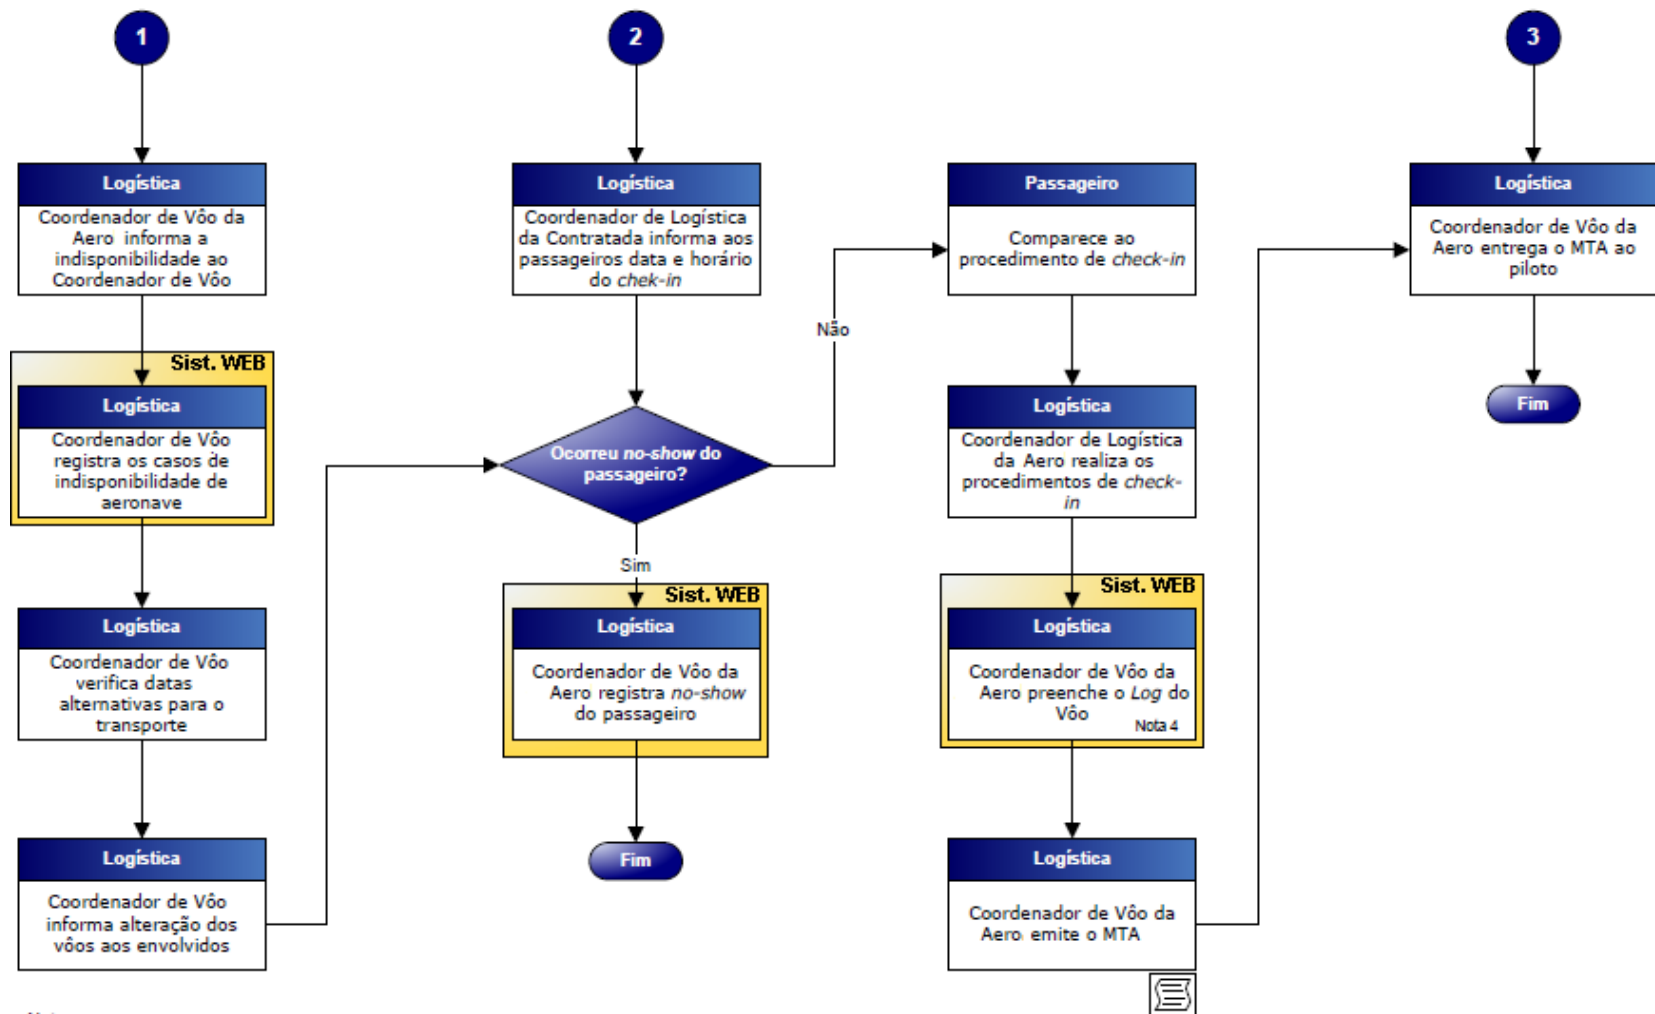 1
Logística
Coordenador de Vôo da
Aero informa a
indisponibilidade ao
Coordenador de Vôo
Sist. WEB
Logística
Coordenador de Vôo
registra os casos de
indisponibilidade de
aeronave
Logística
Coordenador de Vôo
verifica datas
alternativas para o
transporte
Logística
Coordenador de Vôo
informa alteração dos
vôos aos envolvidos
2
Logística
Coordenador de Logística
da Contratada informa aos
passageiros data e horário
do chek-in
Ocorreu no-show do
passageiro?
Não
Sim
Sist. WEB
Logística
Coordenador de Vôo da
Aero registra no-show
do passageiro
Fim
Passageiro
Comparece ao
procedimento de check-in
Logística
Coordenador de Logística
da Aero realiza os
procedimentos de check-
in
Sist. WEB
Logística
Coordenador de Vôo da
Aero preenche o Log do
Vôo
Nota 4
Logística
Coordenador de Vôo da
Aero emite o MTA
3
Logística
Coordenador de Vôo da
Aero entrega o MTA ao
piloto
Fim